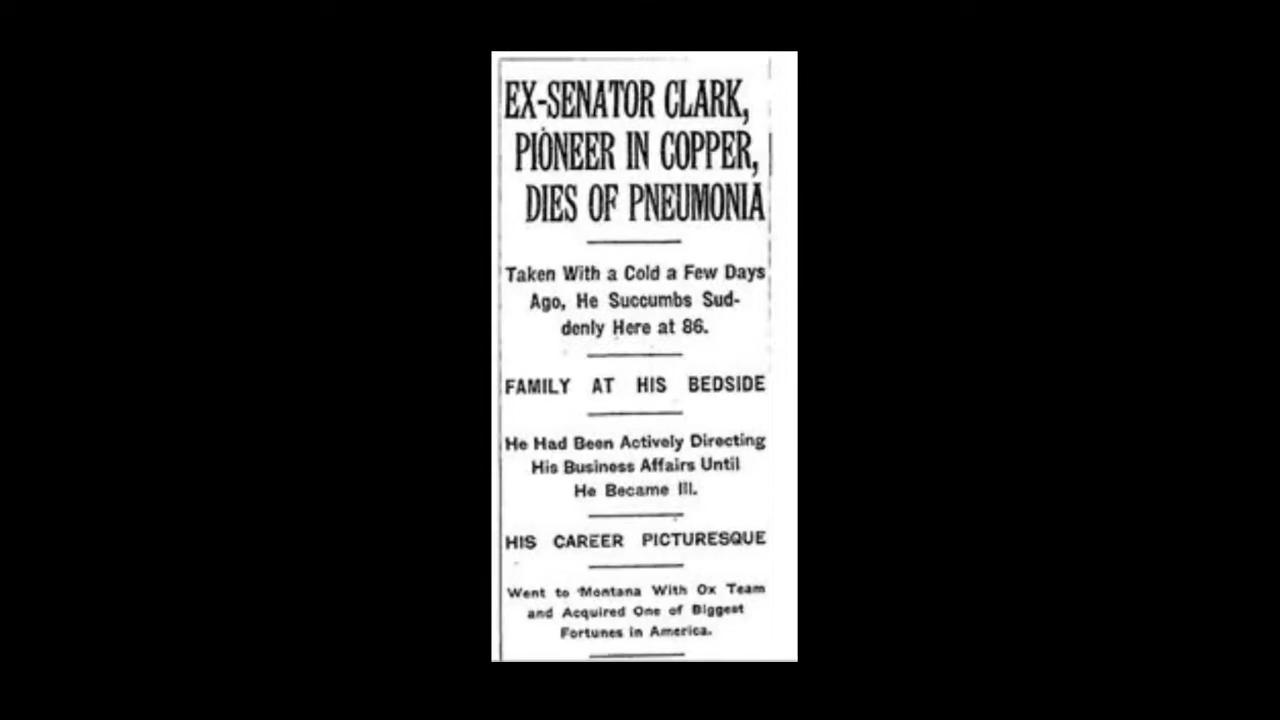 EX-SENATOR CLARK,
PIONEER IN COPPER,
DIES OF PNEUMONIA
Taken With a Cold a Few Days
Ago, He Succumbs Sud-
denly Here at 86.
FAMILY AT HIS BEDSIDE
He Had Been Actively Directing
His Business Affairs Until
He Became Ill.
HIS CAREER PICTURESQUE
Went to Montana With Ox Team
and Acquired One of Biggest
Fortunes in America.